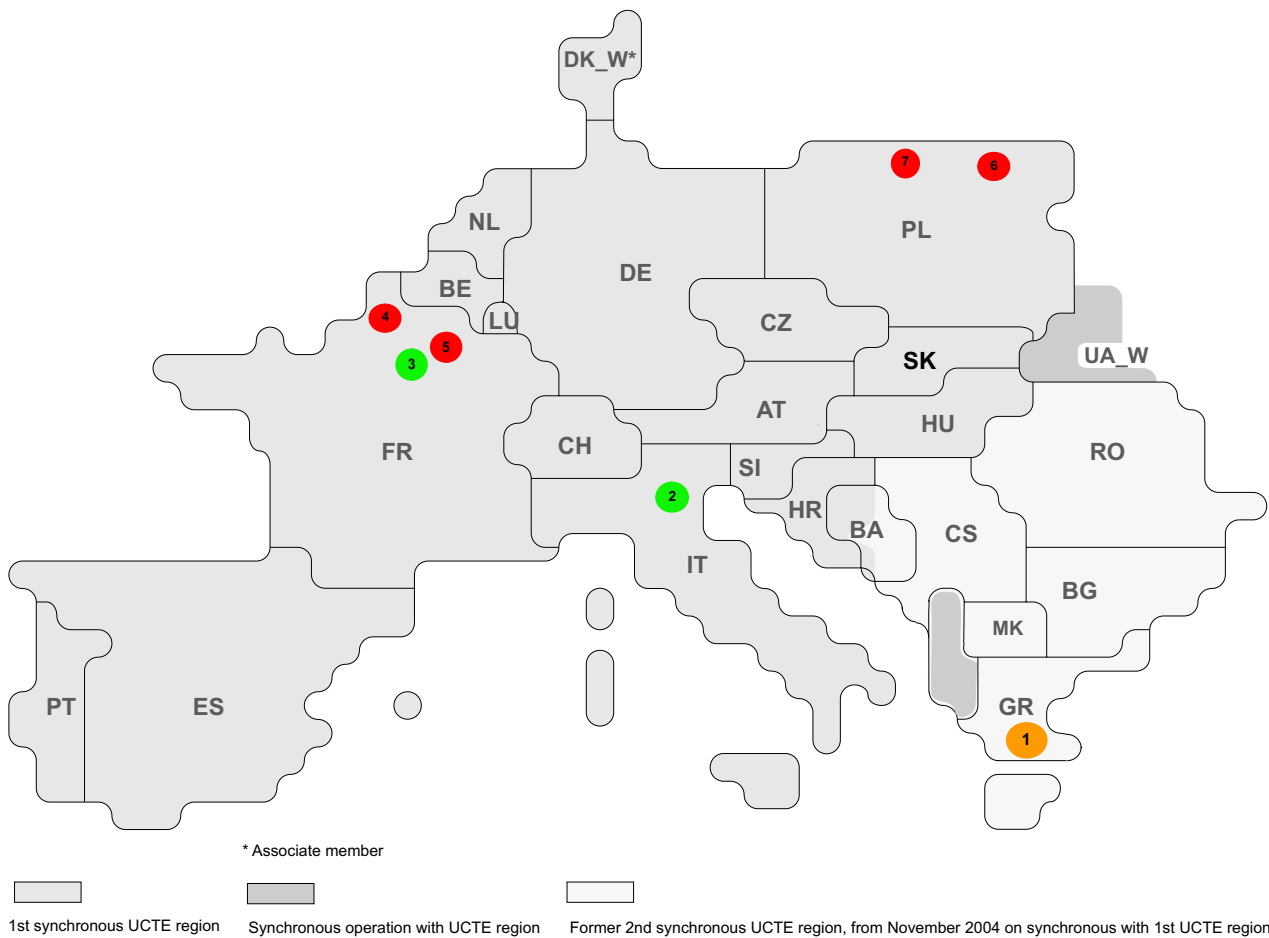 DK_W*
7
6
NL
PL
DE
BE
4
LU
CZ
5
3
SK
UA_W
AT
HU
FR
CH
RO
SI
2
HR
BA
CS
IT
BG
MK
PT
ES
GR
1
* Associate member
1st synchronous UCTE region
Synchronous operation with UCTE region
Former 2nd synchronous UCTE region, from November 2004 on synchronous with 1st UCTE region